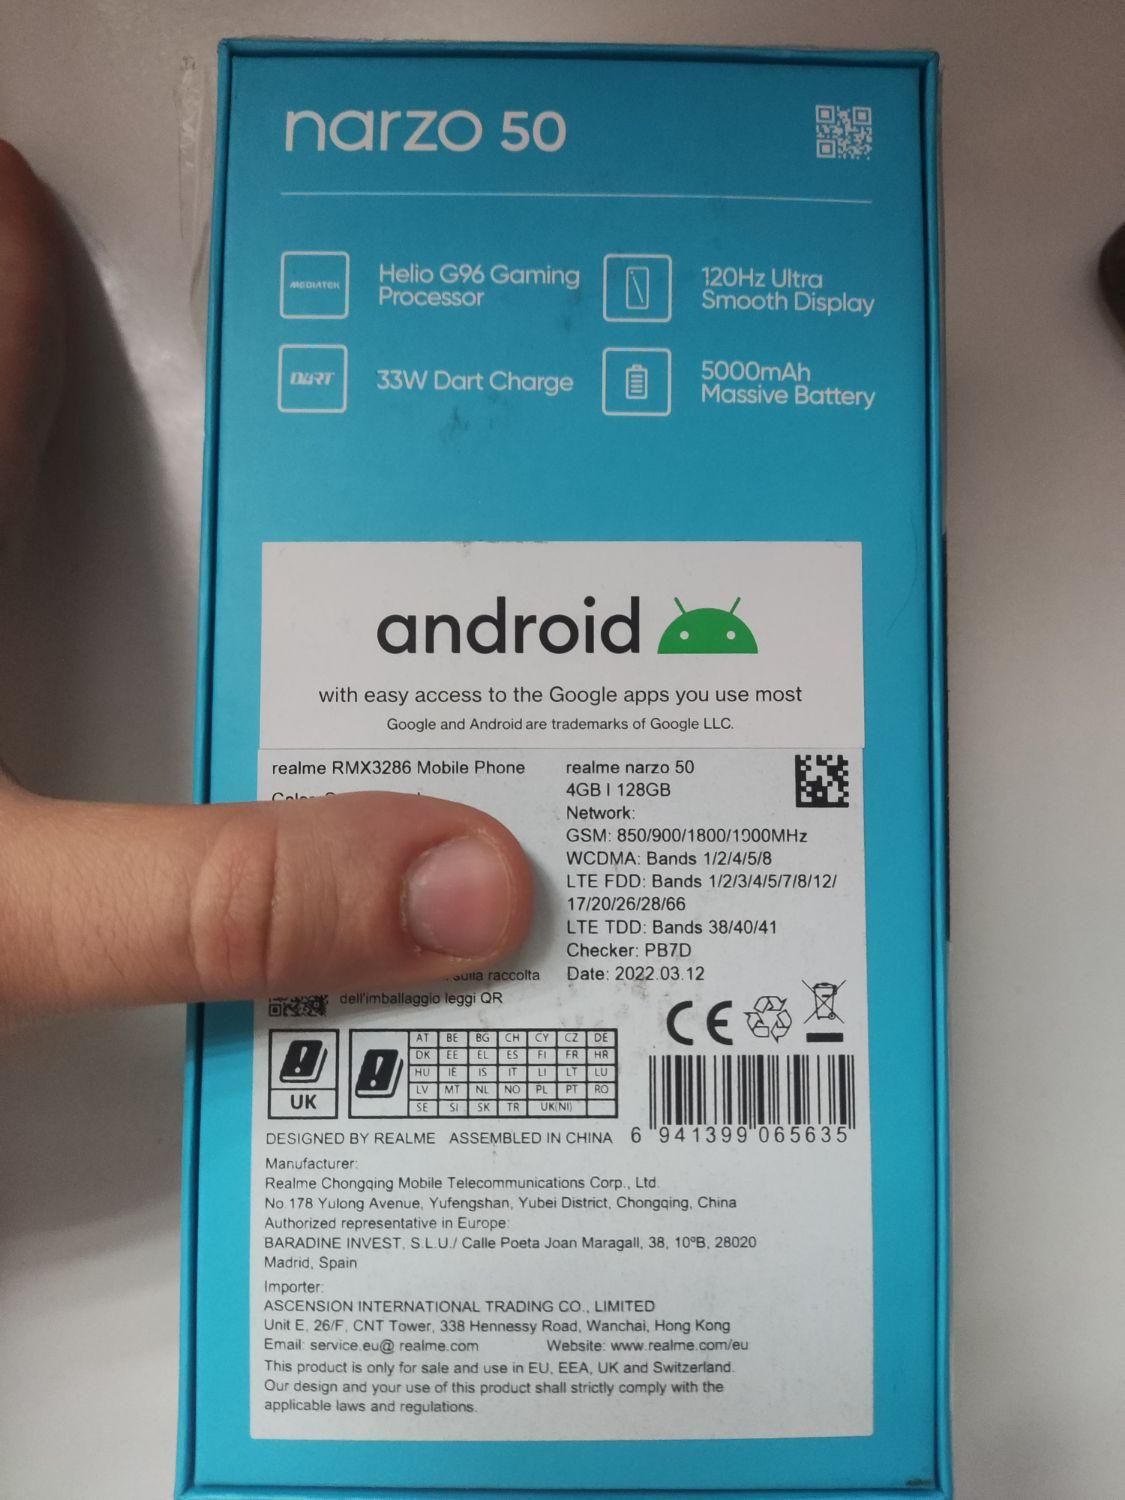 narzo 50
MEDIATEK
Helio G96 Gaming
Processor
120Hz Ultra
Smooth Display
DART
33W Dart Charge
5000mAh
Massive Battery
android
with easy access to the Google apps you use most
Google and Android are trademarks of Google LLC.
realme RMX3286 Mobile Phone
realme narzo 50
4GB | 128GB
Network:
GSM: 850/900/1800/1900MHz
WCDMA: Bands 1/2/4/5/8
LTE FDD: Bands 1/2/3/4/5/7/8/12/
17/20/26/28/66
LTE TDD: Bands 38/40/41
Checker: PB7D
Date: 2022.03.12
sulla raccolta
dell'imballaggio leggi QR
UK
AT BE BG CH CY CZ DE
DK EE EL ES FI FR HR
HU IE IS IT LI LT LU
LV MT NL NO PL PT RO
SE SI SK TR UK(NI)
CE
DESIGNED BY REALME ASSEMBLED IN CHINA
6 941399 065635
Manufacturer:
Realme Chongqing Mobile Telecommunications Corp., Ltd.
No.178 Yulong Avenue, Yufengshan, Yubei District, Chongqing, China
Authorized representative in Europe:
BARADINE INVEST, S.L.U./ Calle Poeta Joan Maragall, 38, 10ºB, 28020
Madrid, Spain
Importer:
ASCENSION INTERNATIONAL TRADING CO., LIMITED
Unit E, 26/F, CNT Tower, 338 Hennessy Road, Wanchai, Hong Kong
Email: service.eu@ realme.com Website: www.realme.com/eu
This product is only for sale and use in EU, EEA, UK and Switzerland.
Our design and your use of this product shall strictly comply with the
applicable laws and regulations.